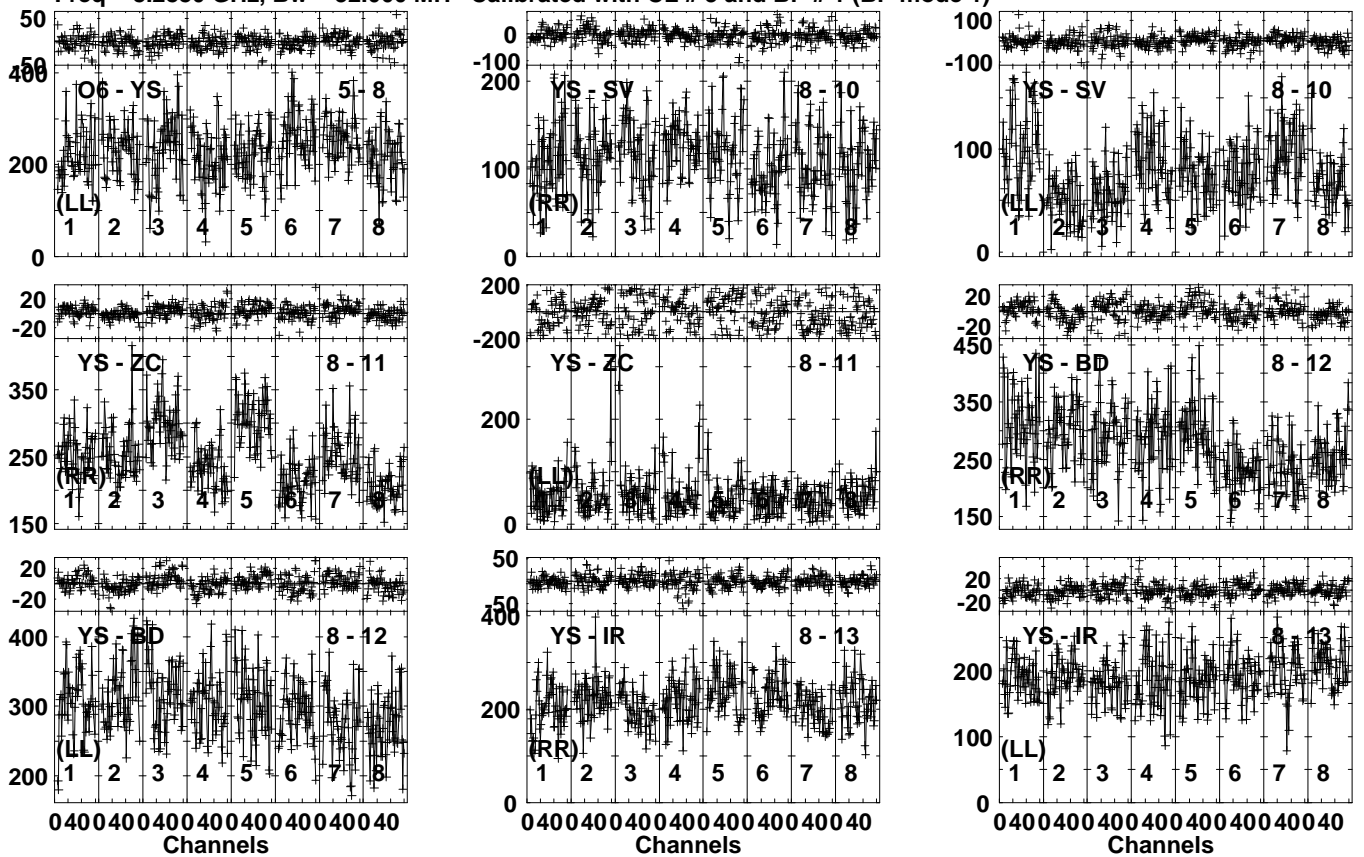 50 100 100
0
50 -100 -100
400 O6 - YS 5 - 8 200 YS - SV 8 - 10 YS - SV 8 - 10
200 100 100
(LL) (RR) (LL)
1 2 3 4 5 6 7 8 1 2 3 4 5 6 7 8 1 2 3 4 5 6 7 8
0 0 0
20 200 20
-20 -200 -20
YS - ZC 8 - 11 YS - ZC 8 - 11 450 YS - BD 8 - 12
350 200 350
250 100 250
(RR) (LL) (RR)
1 2 3 4 5 6 7 8 1 2 3 4 5 6 7 8 1 2 3 4 5 6 7 8
150 0 150
20 50 20
-20 50 -20
400 YS - BD 8 - 12 400 YS - IR 8 - 13 YS - IR 8 - 13
300 200 200
(LL) (RR) 100 (LL)
200 1 2 3 4 5 6 7 8 1 2 3 4 5 6 7 8 1 2 3 4 5 6 7 8
0 0
0 40 0 40 0 40 0 40 0 40 0 40 0 40 0 40 0 40 0 40 0 40 0 40 0 40 0 40 0 40 0 40 0 40 0 40 0 40 0 40 0 40 0 40 0 40 0 40
Channels Channels Channels